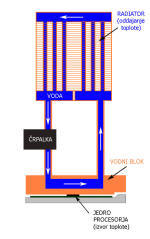 RADIATOR
(oddajanje
toplote)
VODA
ČRPALKA
VODNI BLOK
JEDRO
PROCESORJA
(izvor toplote)